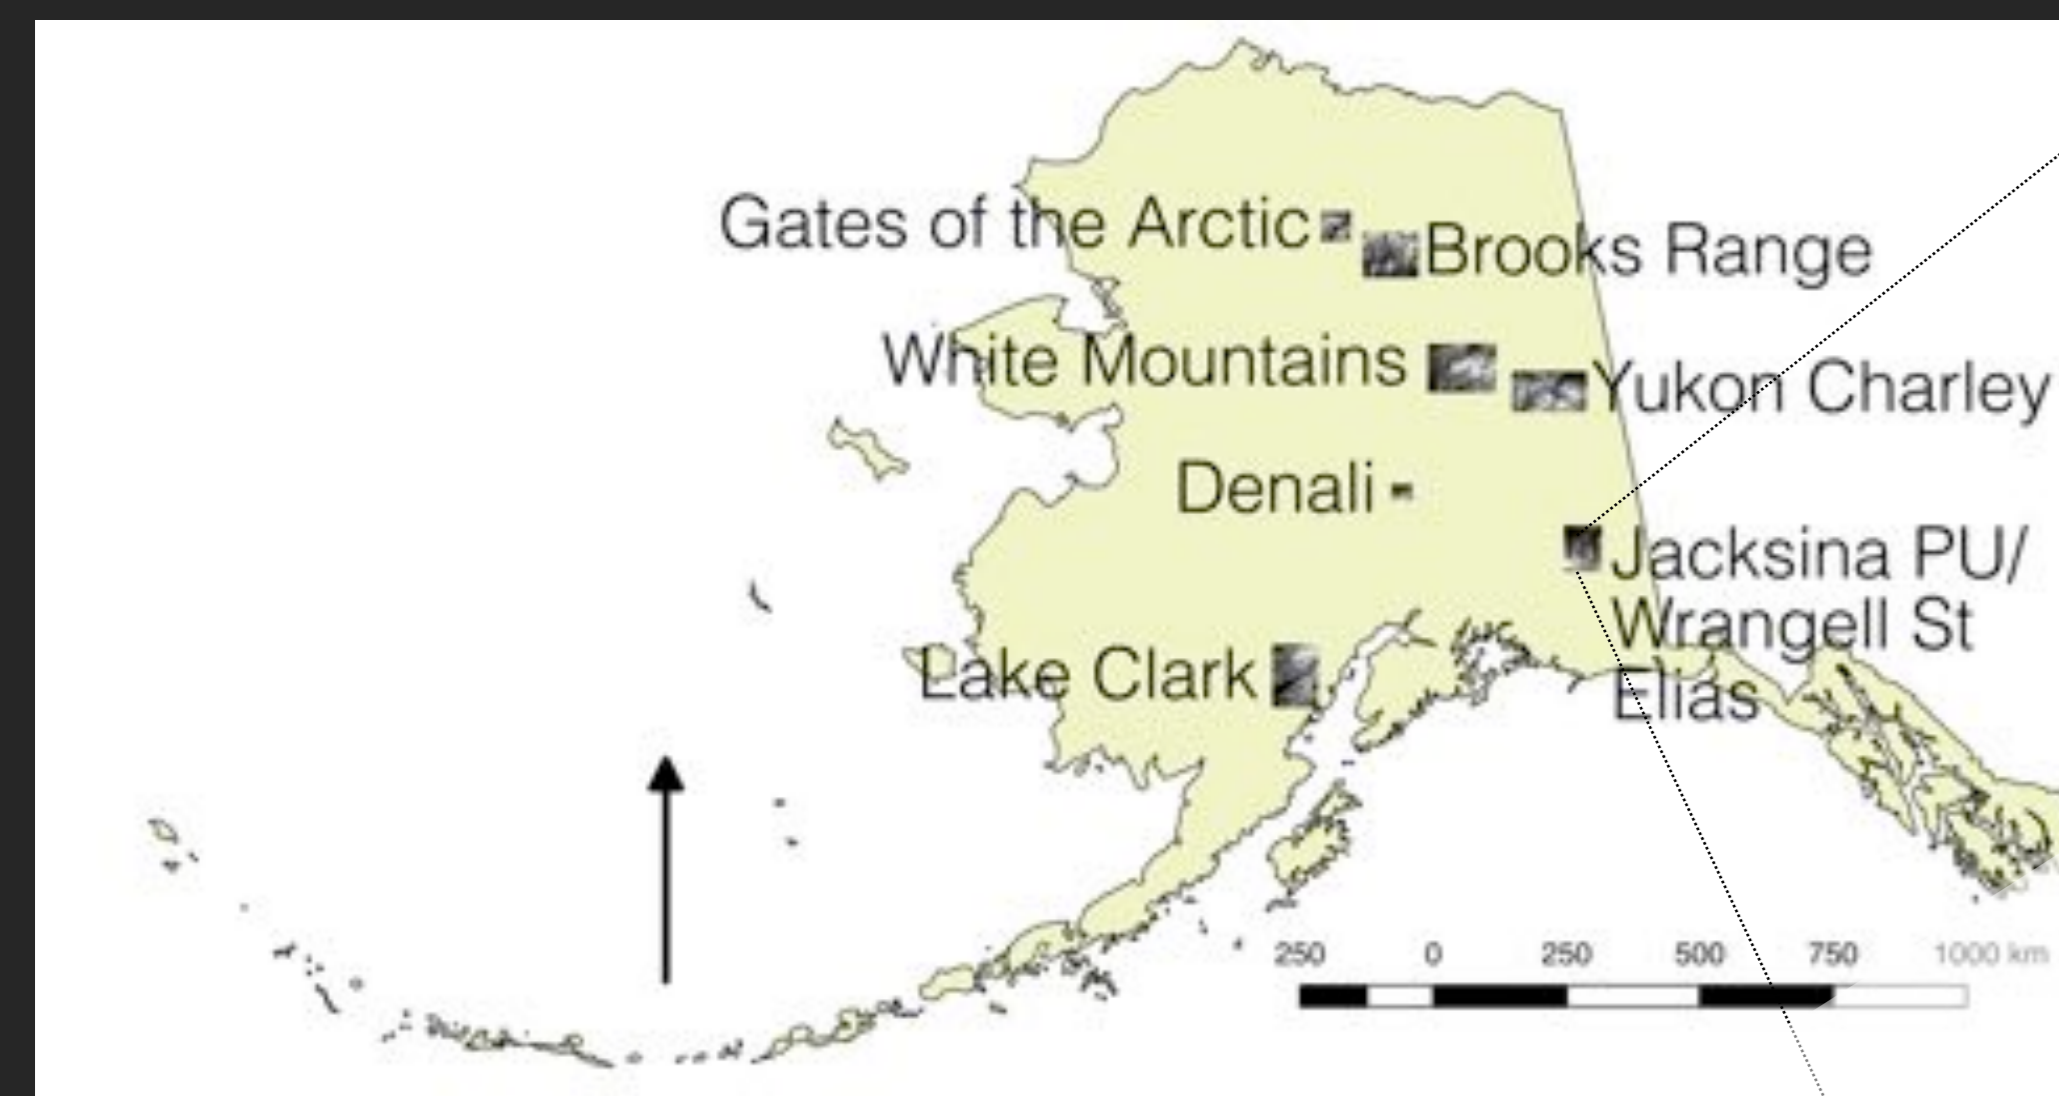 Gates of the Arctic
Brooks Range
White Mountains
Yukon Charley
Denali
Jacksina PU/
Wrangell St
Elias
Lake Clark
250 0 250 500 750 1000 km